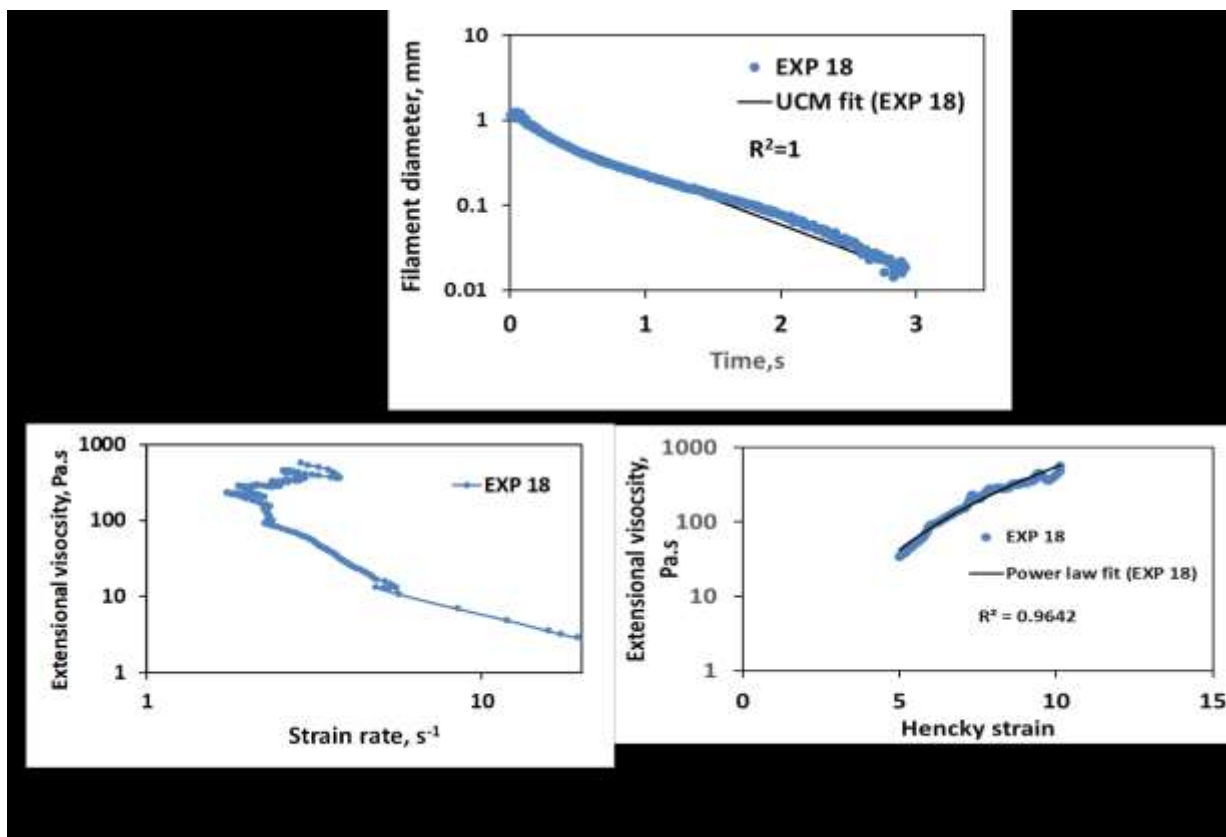 10
1
0.1
0.01
Filament diameter, mm
EXP 18
UCM fit (EXP 18)
R²=1
0 1 2 3
Time,s
1000
100
10
1
Extensional visocsity, Pa.s
EXP 18
1 10
Strain rate, s⁻¹
1000
100
10
1
Extensional visocsity,
Pa.s
EXP 18
Power law fit (EXP 18)
R² = 0.9642
0 5 10 15
Hencky strain